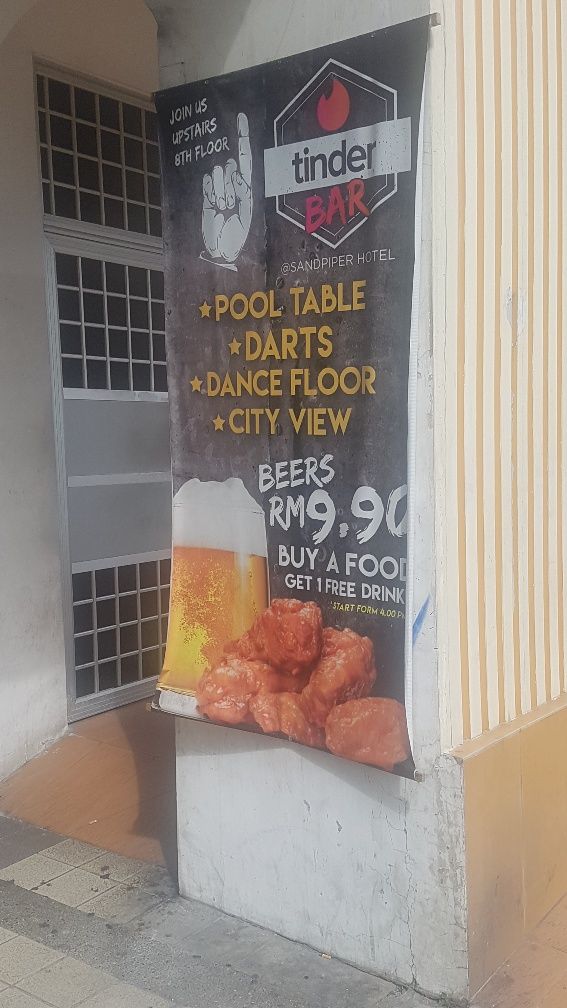 JOIN US
UPSTAIRS
8TH FLOOR
tinder
BAR
@SANDPIPER HOTEL
POOL TABLE
DARTS
DANCE FLOOR
CITY VIEW
BEERS
RM9.90
BUY A FOOD
GET 1 FREE DRINK
*START FORM 4.00 P